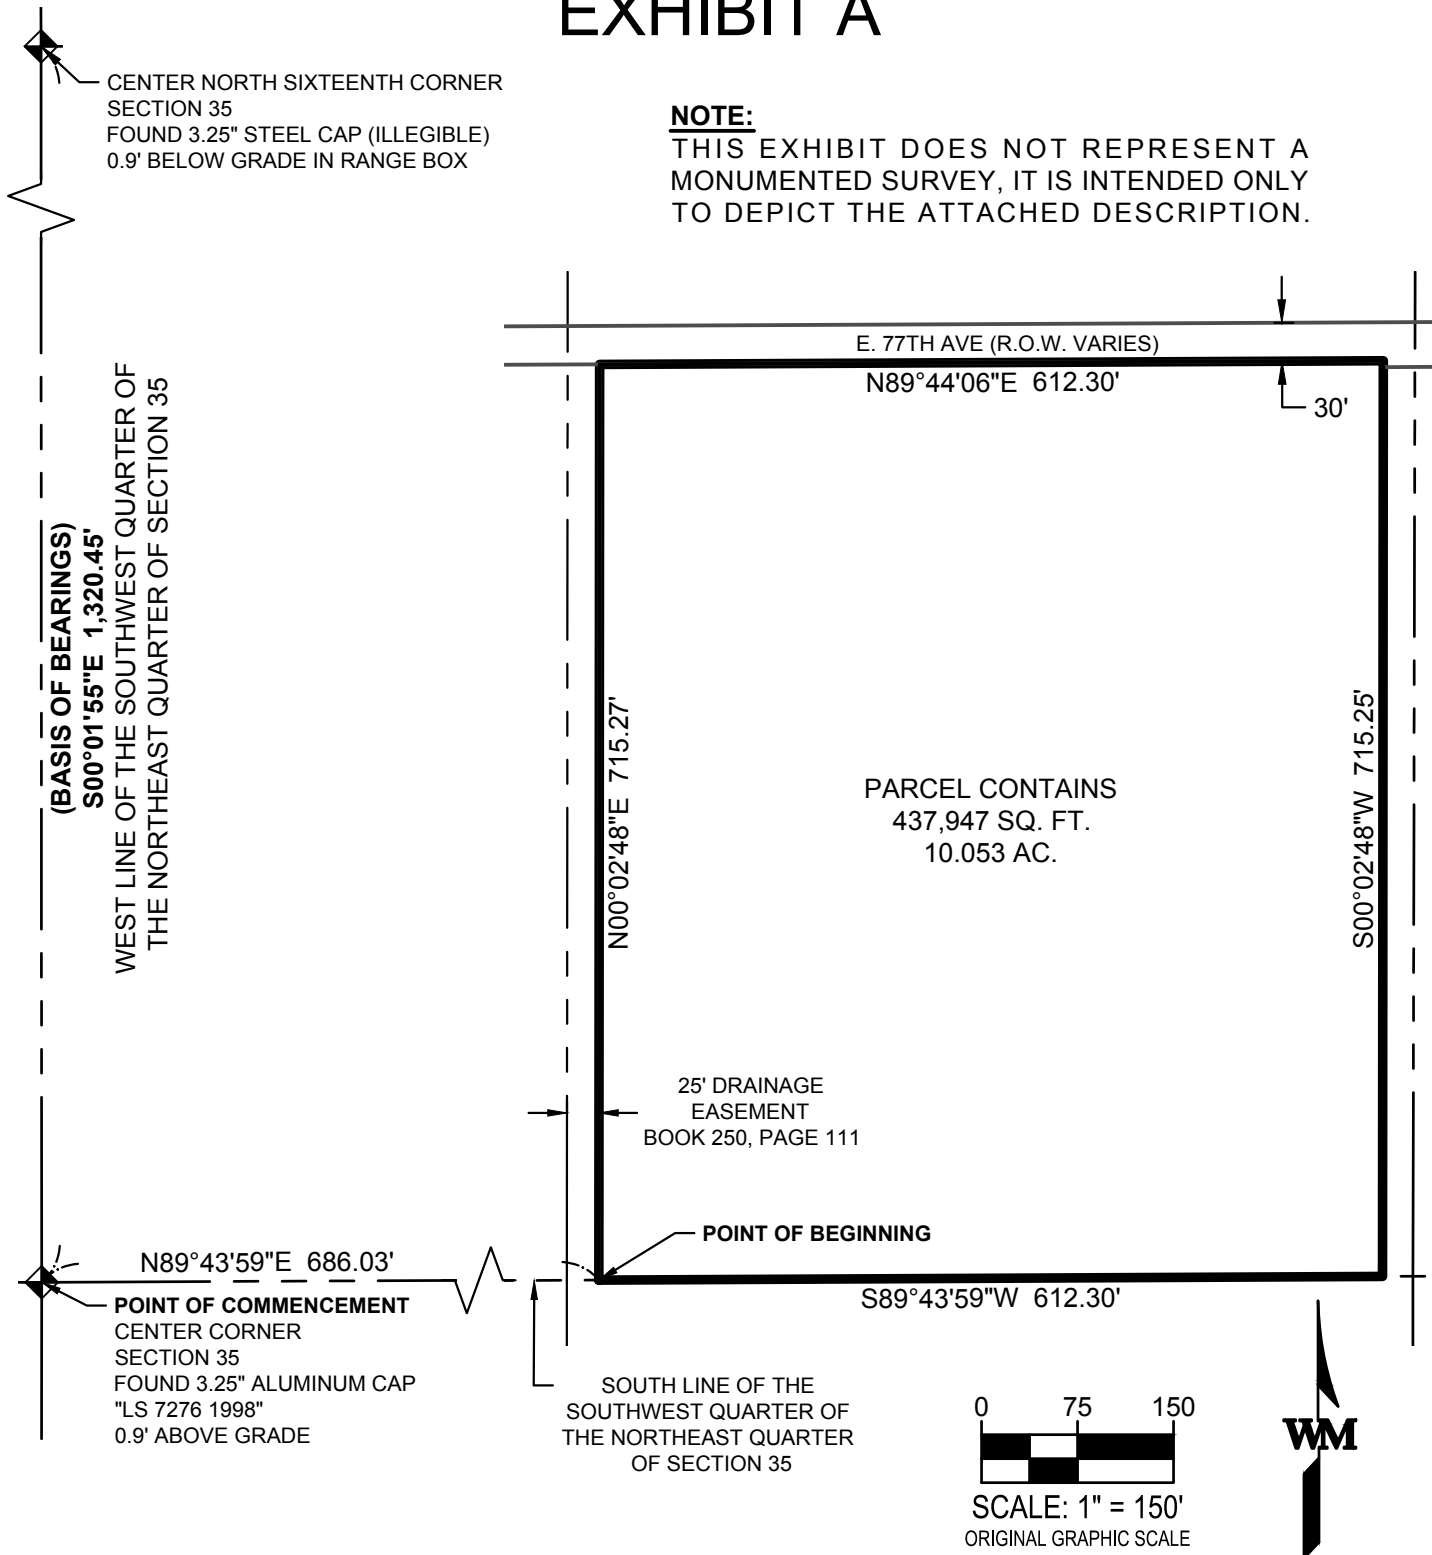 EXHIBIT A
CENTER NORTH SIXTEENTH CORNER
SECTION 35
FOUND 3.25" STEEL CAP (ILLEGIBLE)
0.9' BELOW GRADE IN RANGE BOX
NOTE:
THIS EXHIBIT DOES NOT REPRESENT A
MONUMENTED SURVEY, IT IS INTENDED ONLY
TO DEPICT THE ATTACHED DESCRIPTION.
E. 77TH AVE (R.O.W. VARIES)
N89°44'06"E 612.30'
30'
(BASIS OF BEARINGS)
S00°01'55"E 1,320.45'
WEST LINE OF THE SOUTHWEST QUARTER OF
THE NORTHEAST QUARTER OF SECTION 35
N00°02'48"E 715.27'
PARCEL CONTAINS
437,947 SQ. FT.
10.053 AC.
S00°02'48"W 715.25'
25' DRAINAGE
EASEMENT
BOOK 250, PAGE 111
POINT OF BEGINNING
N89°43'59"E 686.03'
POINT OF COMMENCEMENT
CENTER CORNER
SECTION 35
FOUND 3.25" ALUMINUM CAP
"LS 7276 1998"
0.9' ABOVE GRADE
S89°43'59"W 612.30'
SOUTH LINE OF THE
SOUTHWEST QUARTER OF
THE NORTHEAST QUARTER
OF SECTION 35
0 75 150
SCALE: 1" = 150'
ORIGINAL GRAPHIC SCALE
WM